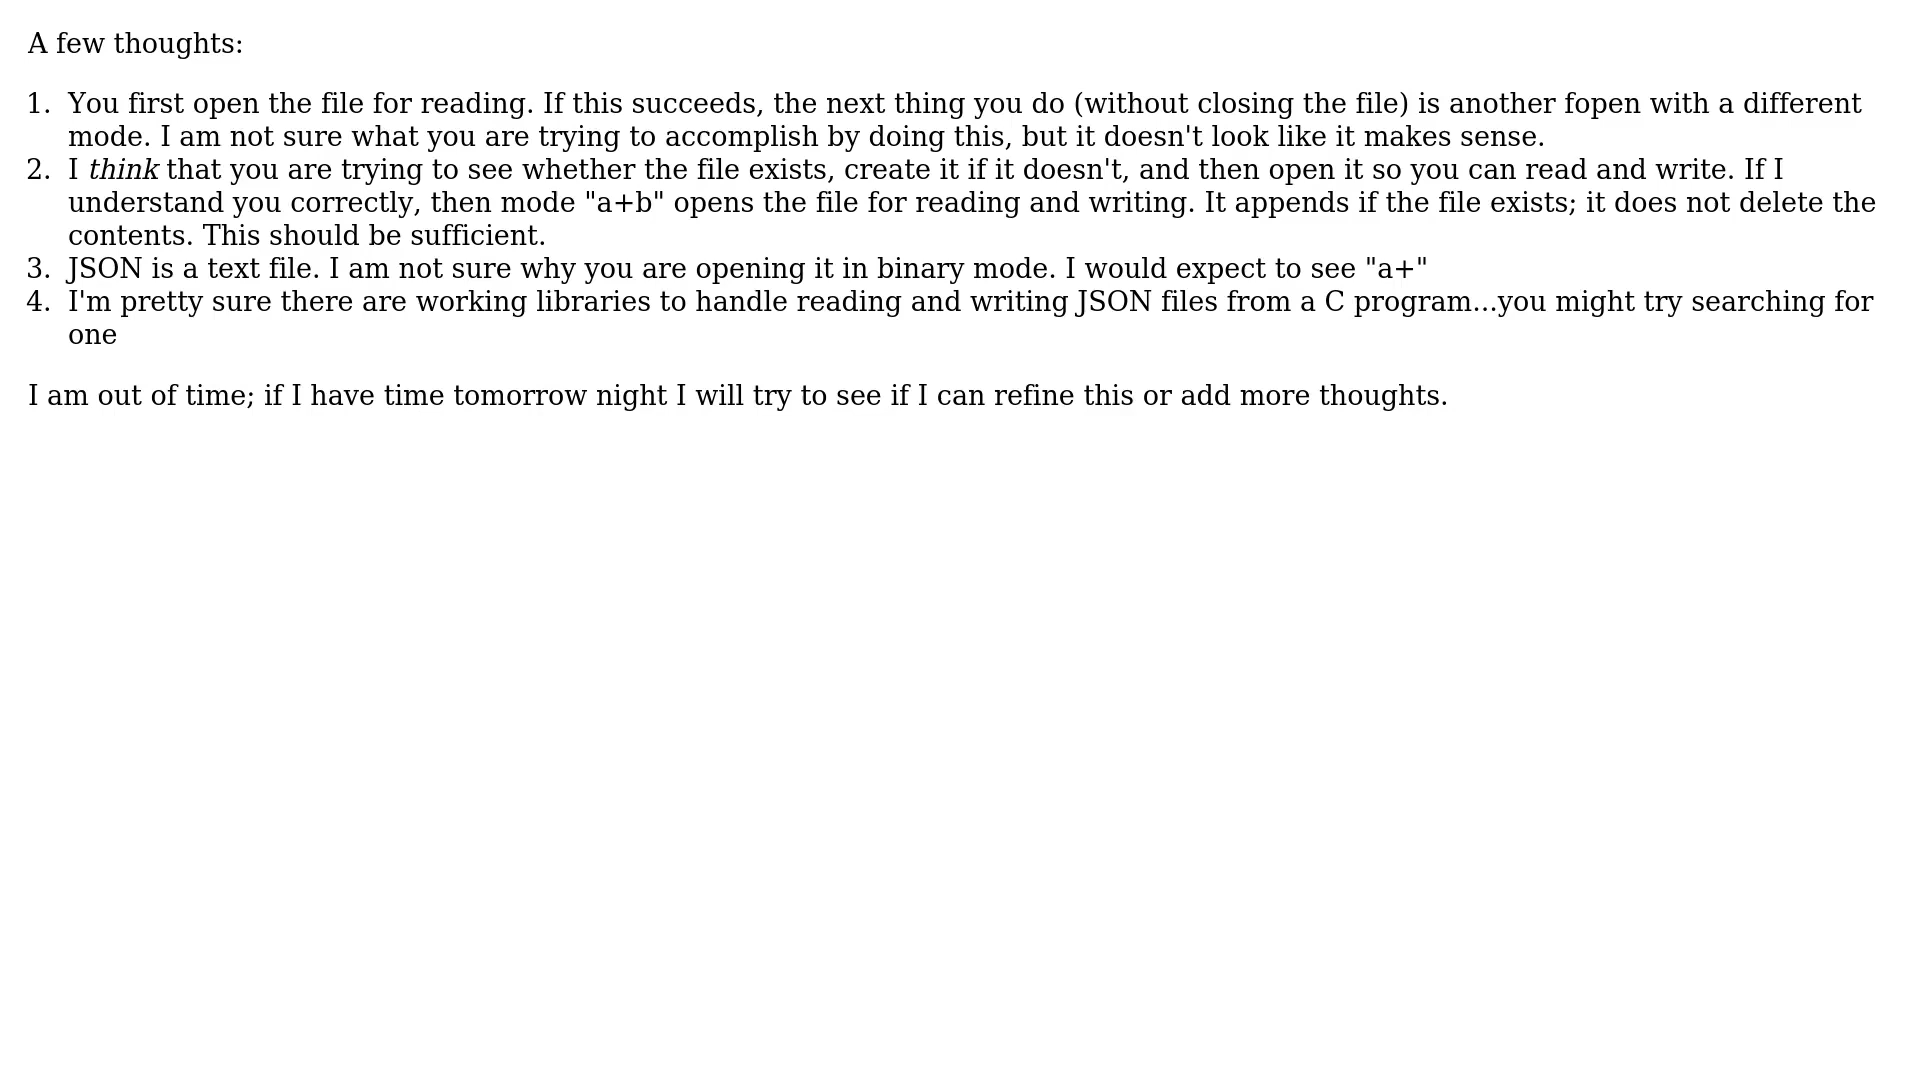 A few thoughts:
1. You first open the file for reading. If this succeeds, the next thing you do (without closing the file) is another fopen with a different
mode. I am not sure what you are trying to accomplish by doing this, but it doesn't look like it makes sense.
2. I think that you are trying to see whether the file exists, create it if it doesn't, and then open it so you can read and write. If I
understand you correctly, then mode "a+b" opens the file for reading and writing. It appends if the file exists; it does not delete the
contents. This should be sufficient.
3. JSON is a text file. I am not sure why you are opening it in binary mode. I would expect to see "a+"
4. I'm pretty sure there are working libraries to handle reading and writing JSON files from a C program...you might try searching for
one
I am out of time; if I have time tomorrow night I will try to see if I can refine this or add more thoughts.